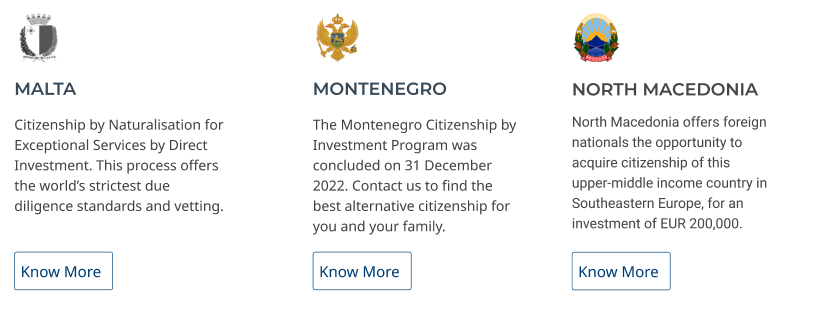 MALTA
Citizenship by Naturalisation for
Exceptional Services by Direct
Investment. This process offers
the world's strictest due
diligence standards and vetting.
Know More
MONTENEGRO
The Montenegro Citizenship by
Investment Program was
concluded on 31 December
2022. Contact us to find the
best alternative citizenship for
you and your family.
Know More
NORTH MACEDONIA
North Macedonia offers foreign
nationals the opportunity to
acquire citizenship of this
upper-middle income country in
Southeastern Europe, for an
investment of EUR 200,000.
Know More